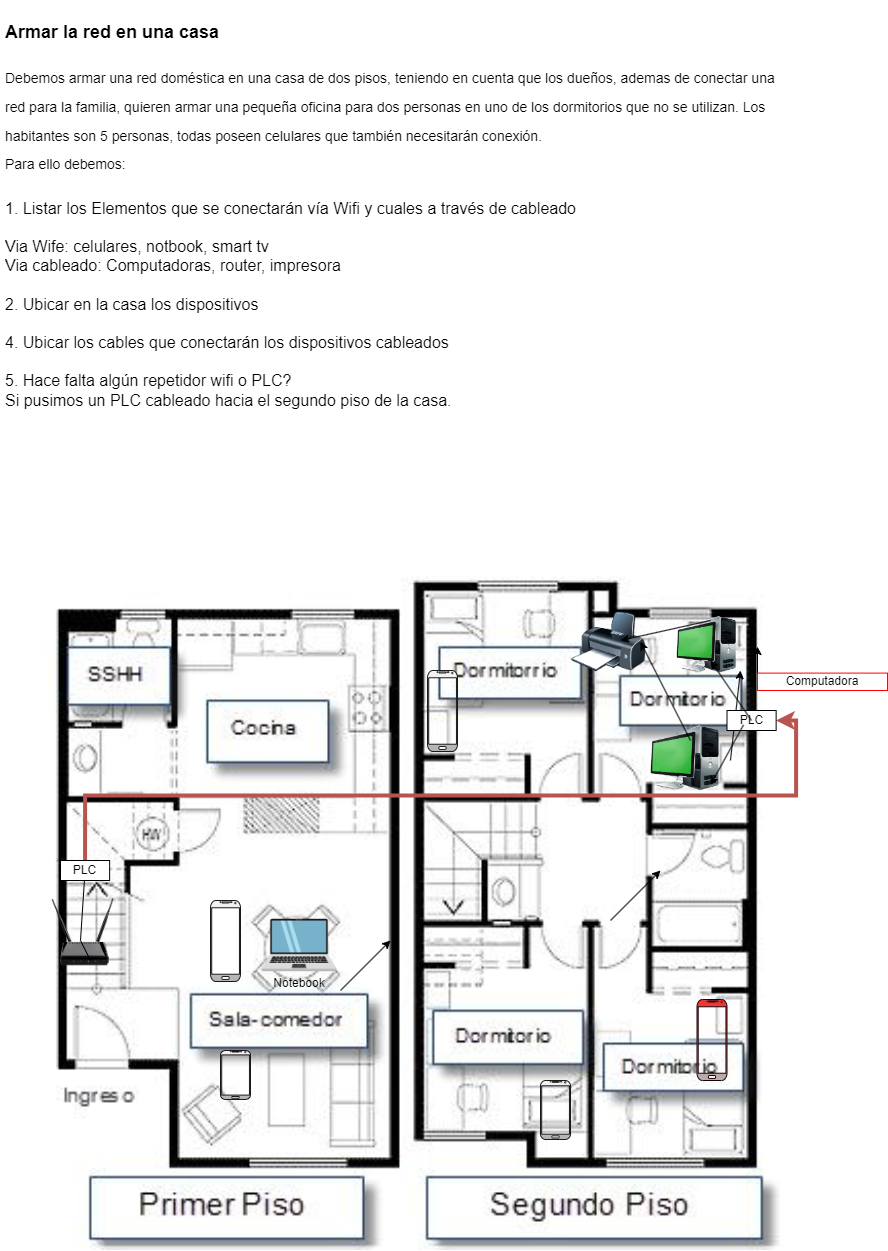 Armar la red en una casa
Debemos armar una red doméstica en una casa de dos pisos, teniendo en cuenta que los dueños, ademas de conectar una
red para la familia, quieren armar una pequeña oficina para dos personas en uno de los dormitorios que no se utilizan. Los
habitantes son 5 personas, todas poseen celulares que también necesitarán conexión.
Para ello debemos:
1. Listar los Elementos que se conectarán vía Wifi y cuales a través de cableado
Via Wife: celulares, notbook, smart tv
Via cableado: Computadoras, router, impresora
2. Ubicar en la casa los dispositivos
4. Ubicar los cables que conectarán los dispositivos cableados
5. Hace falta algún repetidor wifi o PLC?
Si pusimos un PLC cableado hacia el segundo piso de la casa.
SSHH
Dormitorrio
Computadora
Dormitorio
PLC
Cocina
HW
PLC
Notebook
Sala-comedor
Dormitorio
Dormitorio
Ingreso
Primer Piso
Segundo Piso